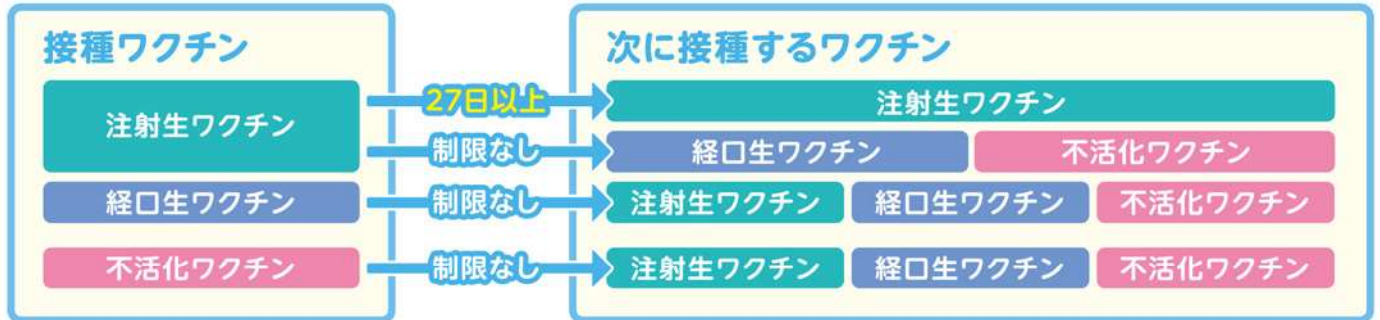 接種ワクチン
次に接種するワクチン
注射生ワクチン
27日以上
注射生ワクチン
制限なし
経口生ワクチン
不活化ワクチン
経口生ワクチン
制限なし
注射生ワクチン
経口生ワクチン
不活化ワクチン
不活化ワクチン
制限なし
注射生ワクチン
経口生ワクチン
不活化ワクチン